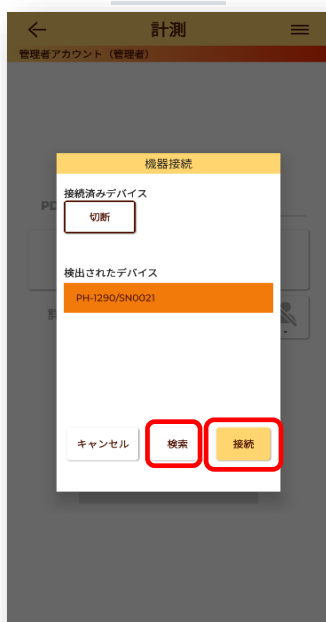 計測
管理者アカウント（管理者）
機器接続
接続済みデバイス
切断
検出されたデバイス
PH-1290/SN0021
キャンセル
検索
接続